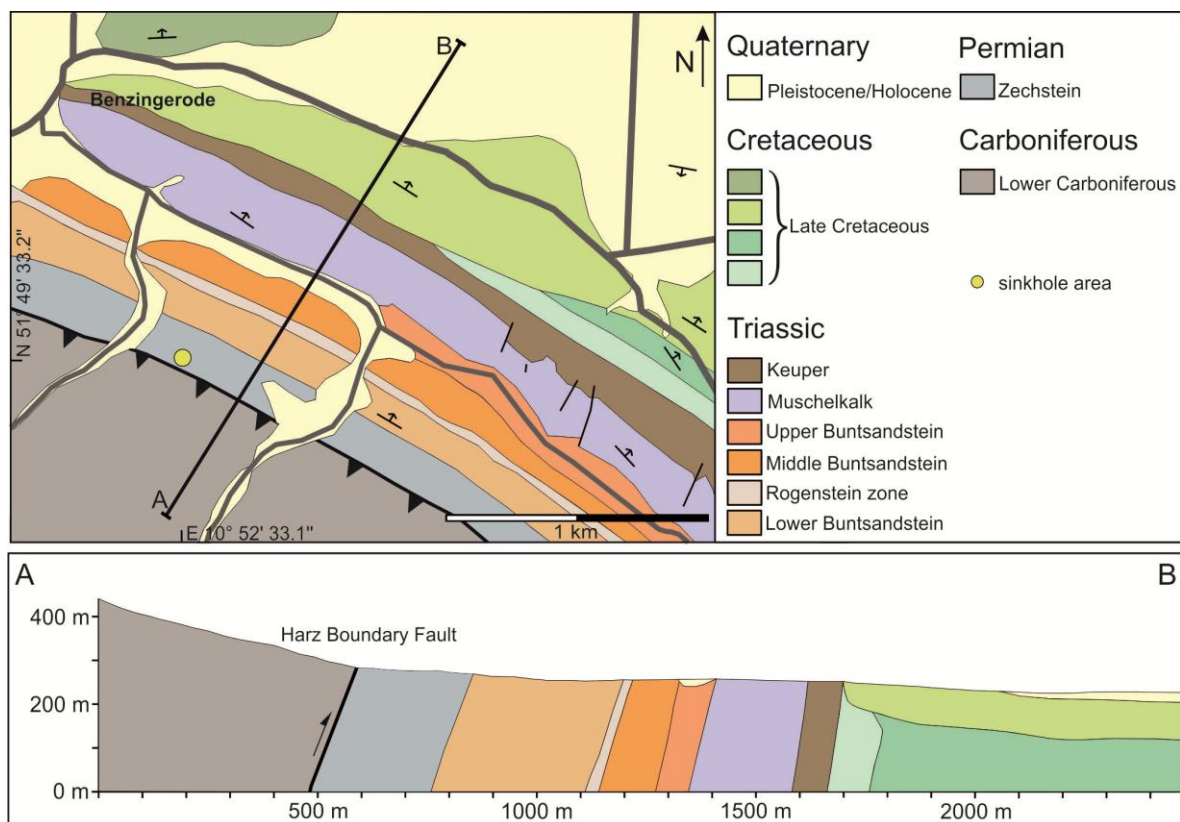 B
N
Benzingerode
N 51° 49' 33.2"
A
E 10° 52' 33.1"
1 km
Quaternary
Pleistocene/Holocene
Cretaceous
Late Cretaceous
Triassic
Keuper
Muschelkalk
Upper Buntsandstein
Middle Buntsandstein
Rogenstein zone
Lower Buntsandstein
Permian
Zechstein
Carboniferous
Lower Carboniferous
sinkhole area
A
B
400 m
200 m
0 m
Harz Boundary Fault
500 m
1000 m
1500 m
2000 m